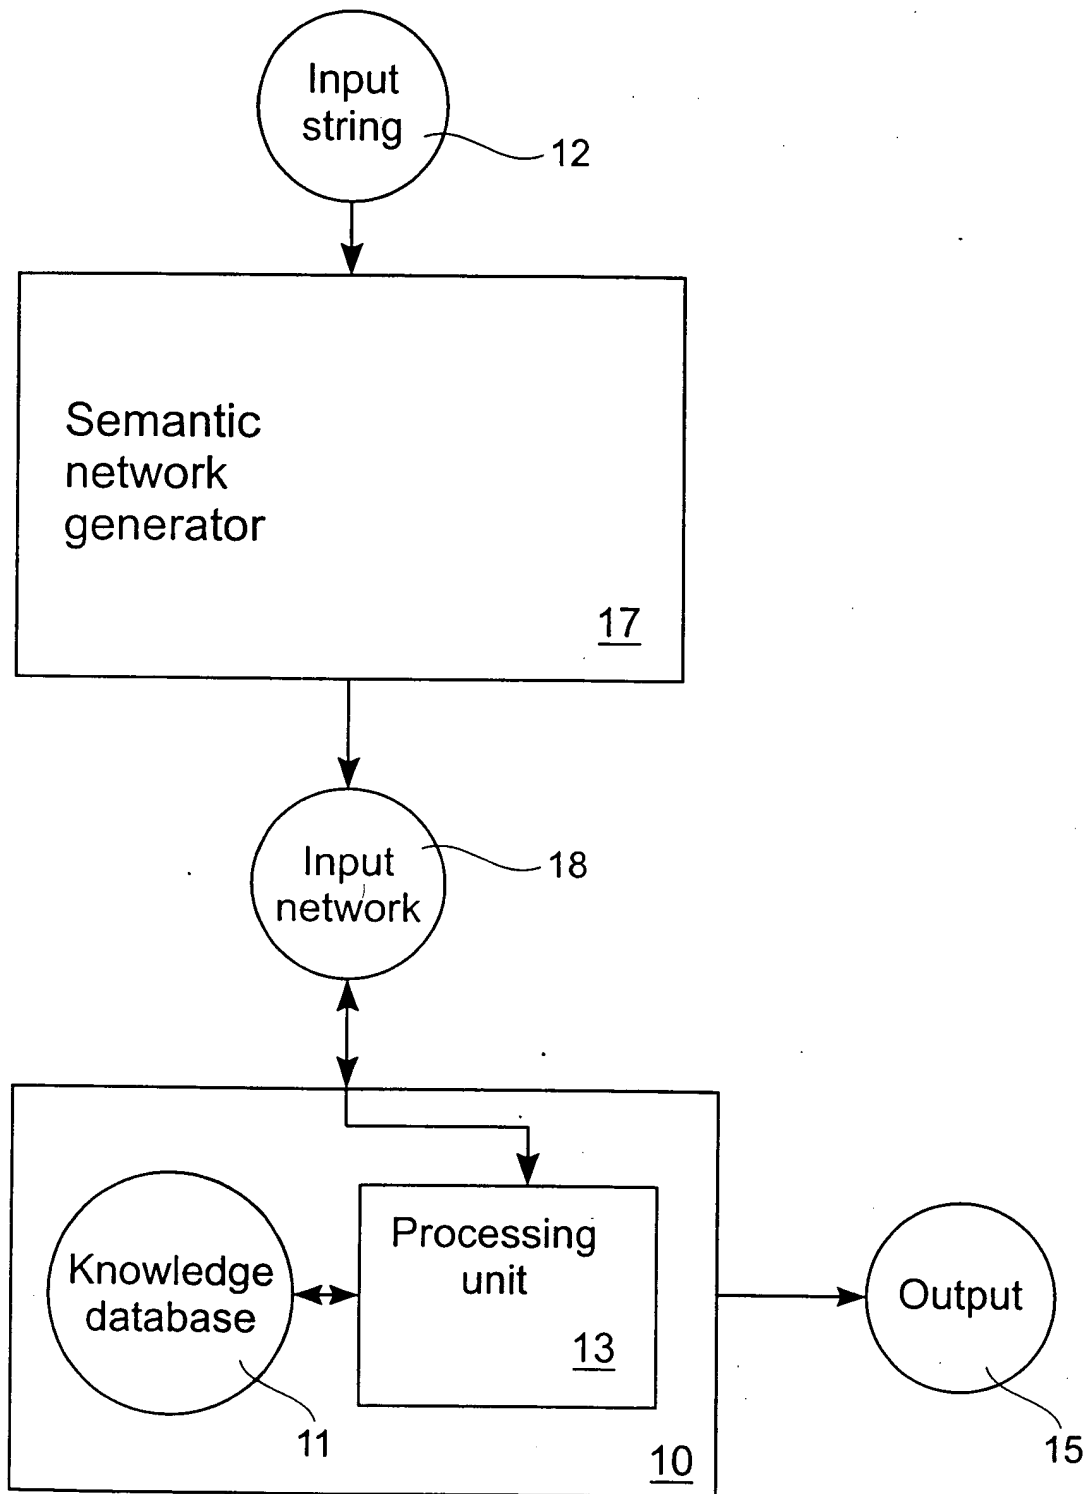 Input
string
12
Semantic
network
generator
17
Input
network
18
Knowledge
database
11
Processing
unit
13
10
Output
15